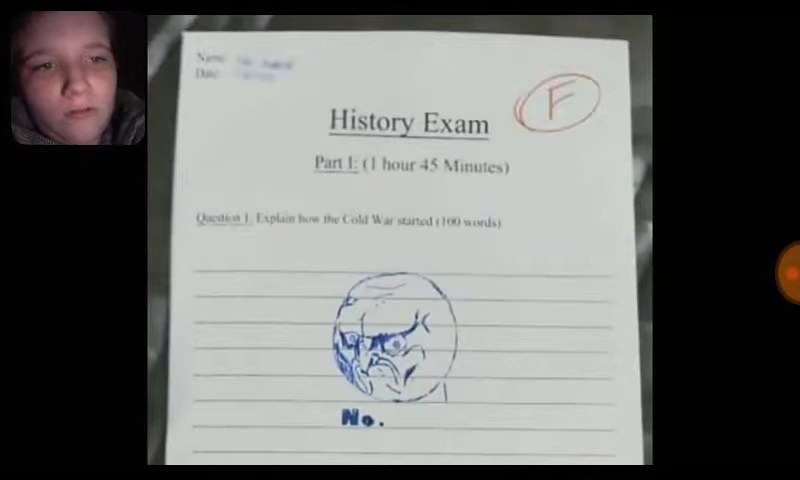 Name:
Date:
F
History Exam
Part 1: (1 hour 45 Minutes)
Question 1: Explain how the Cold War started (100 words)
No.